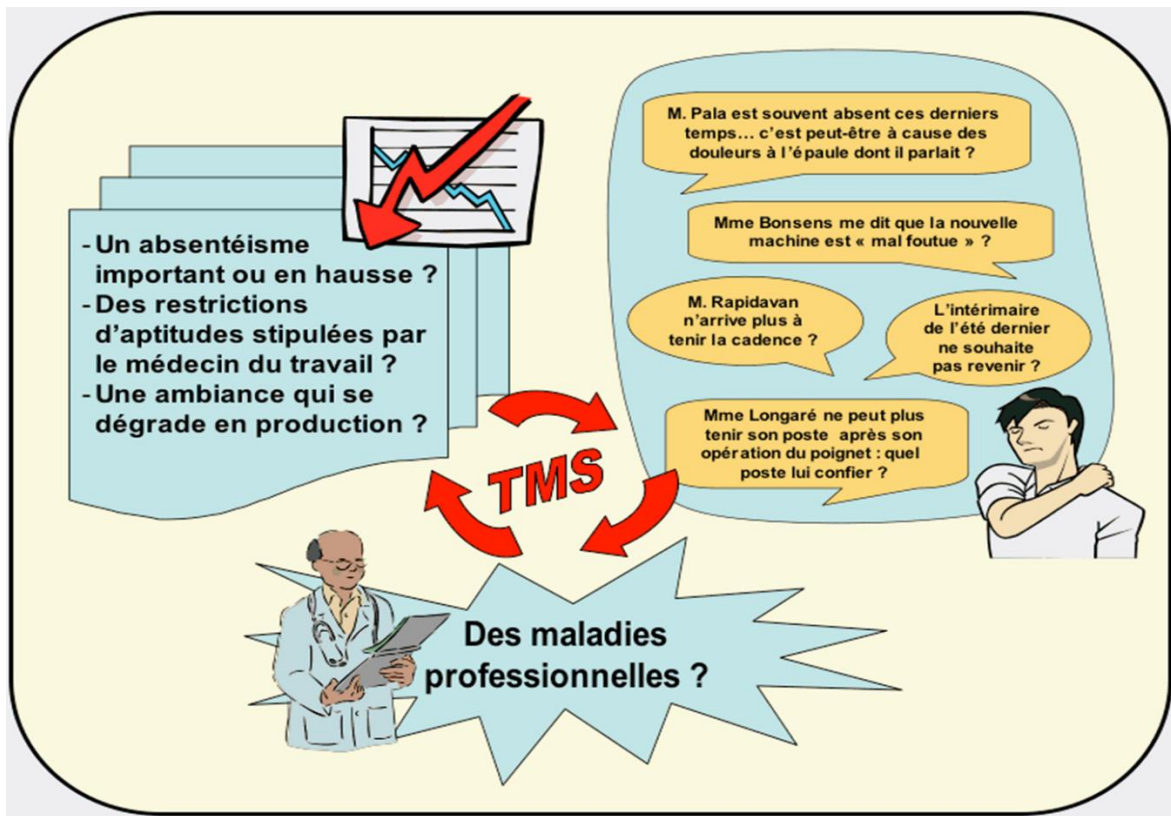 - Un absentéisme
important ou en hausse ?
- Des restrictions
d'aptitudes stipulées par
le médecin du travail ?
- Une ambiance qui se
dégrade en production ?
M. Pala est souvent absent ces derniers
temps... c'est peut-être à cause des
douleurs à l'épaule dont il parlait ?
Mme Bonsens me dit que la nouvelle
machine est « mal foutue » ?
M. Rapidavan
n'arrive plus à
tenir la cadence ?
L'intérimaire
de l'été dernier
ne souhaite
pas revenir ?
Mme Longaré ne peut plus
tenir son poste après son
opération du poignet : quel
poste lui confier ?
TMS
Des maladies
professionnelles ?